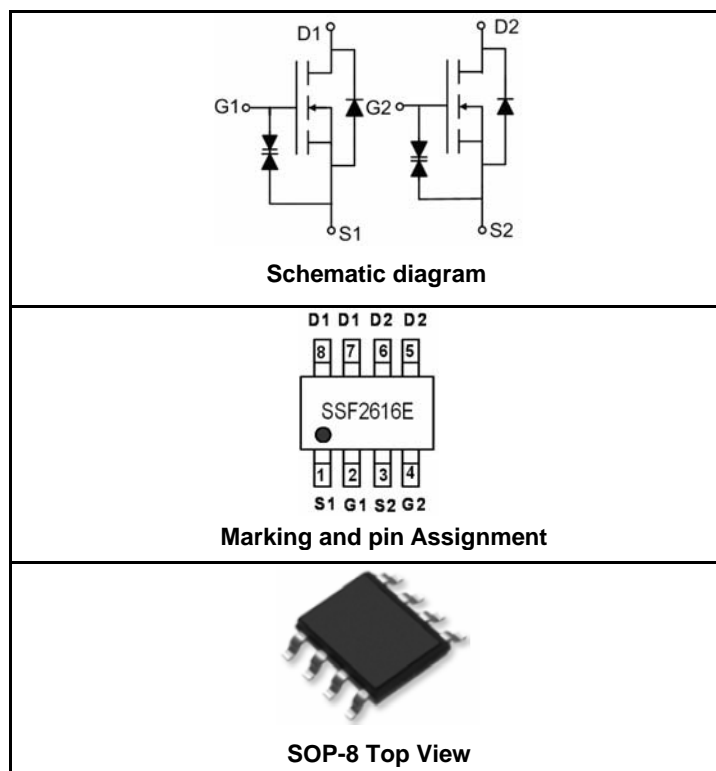 D1 D2
G1 G2
S1 S2
Schematic diagram
D1 D1 D2 D2
8 7 6 5
SSF2616E
1 2 3 4
S1 G1 S2 G2
Marking and pin Assignment
SOP-8 Top View